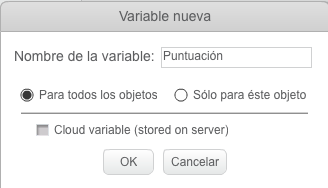 Variable nueva
Nombre de la variable: Puntuación
Para todos los objetos Sólo para éste objeto
Cloud variable (stored on server)
OK Cancelar